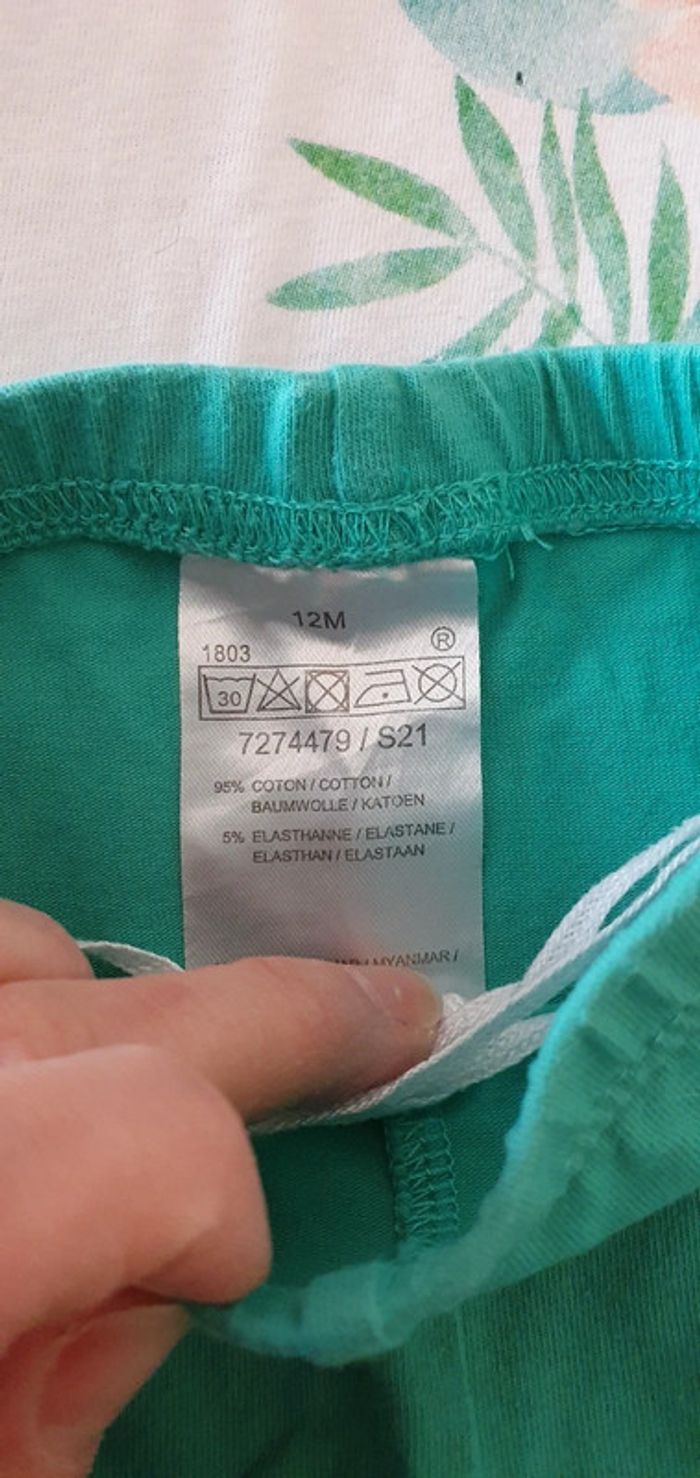 12M
1803 ®
30
7274479 / S21
95% COTON / COTTON /
BAUMWOLLE / KATOEN
5% ELASTHANNE / ELASTANE /
ELASTHAN / ELASTAAN
MYANMAR /